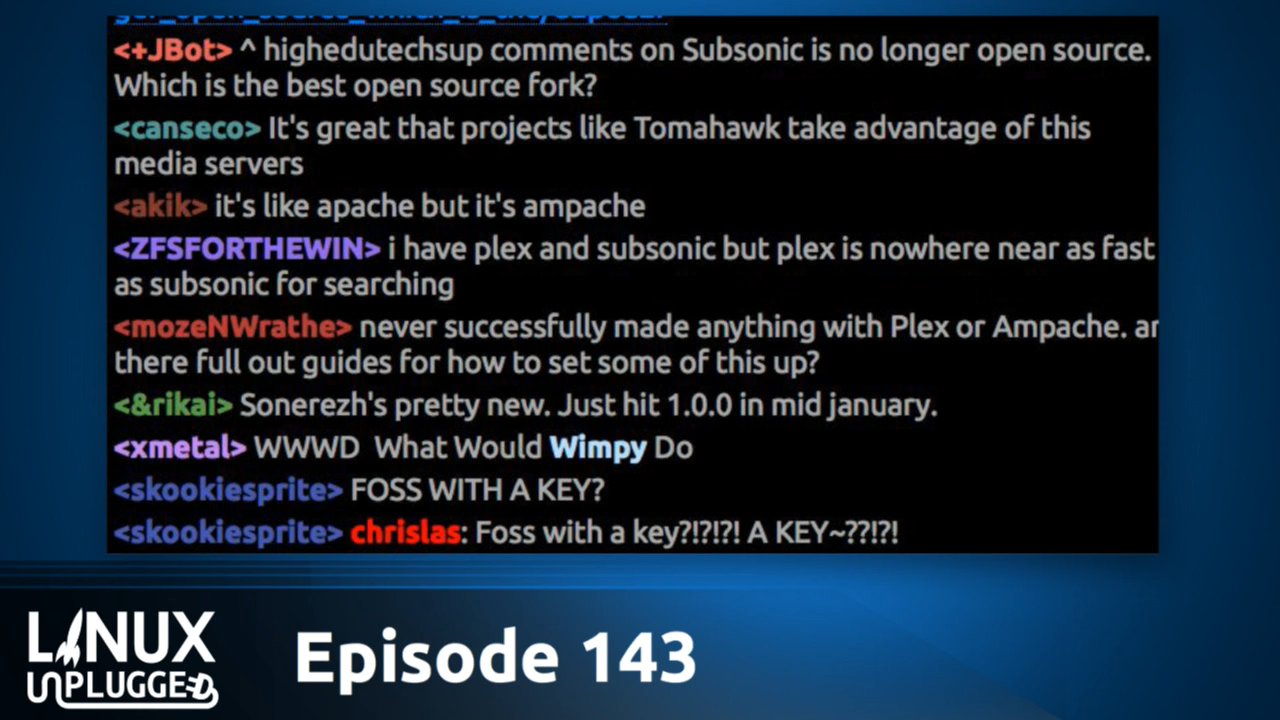 <+JBot> ^ highedutechsup comments on Subsonic is no longer open source.
Which is the best open source fork?
<canseco> It's great that projects like Tomahawk take advantage of this
media servers
<akik> it's like apache but it's ampache
<ZFSFORTHEWIN> i have plex and subsonic but plex is nowhere near as fast
as subsonic for searching
<mozeNWrathe> never successfully made anything with Plex or Ampache. ar
there full out guides for how to set some of this up?
<&rikai> Sonerezh's pretty new. Just hit 1.0.0 in mid january.
<xmetal> WWWD  What Would Wimpy Do
<skookiesprite> FOSS WITH A KEY?
<skookiesprite> chrislas: Foss with a key?!?!?! A KEY~??!?!
LINUX
UNPLUGGED
Episode 143